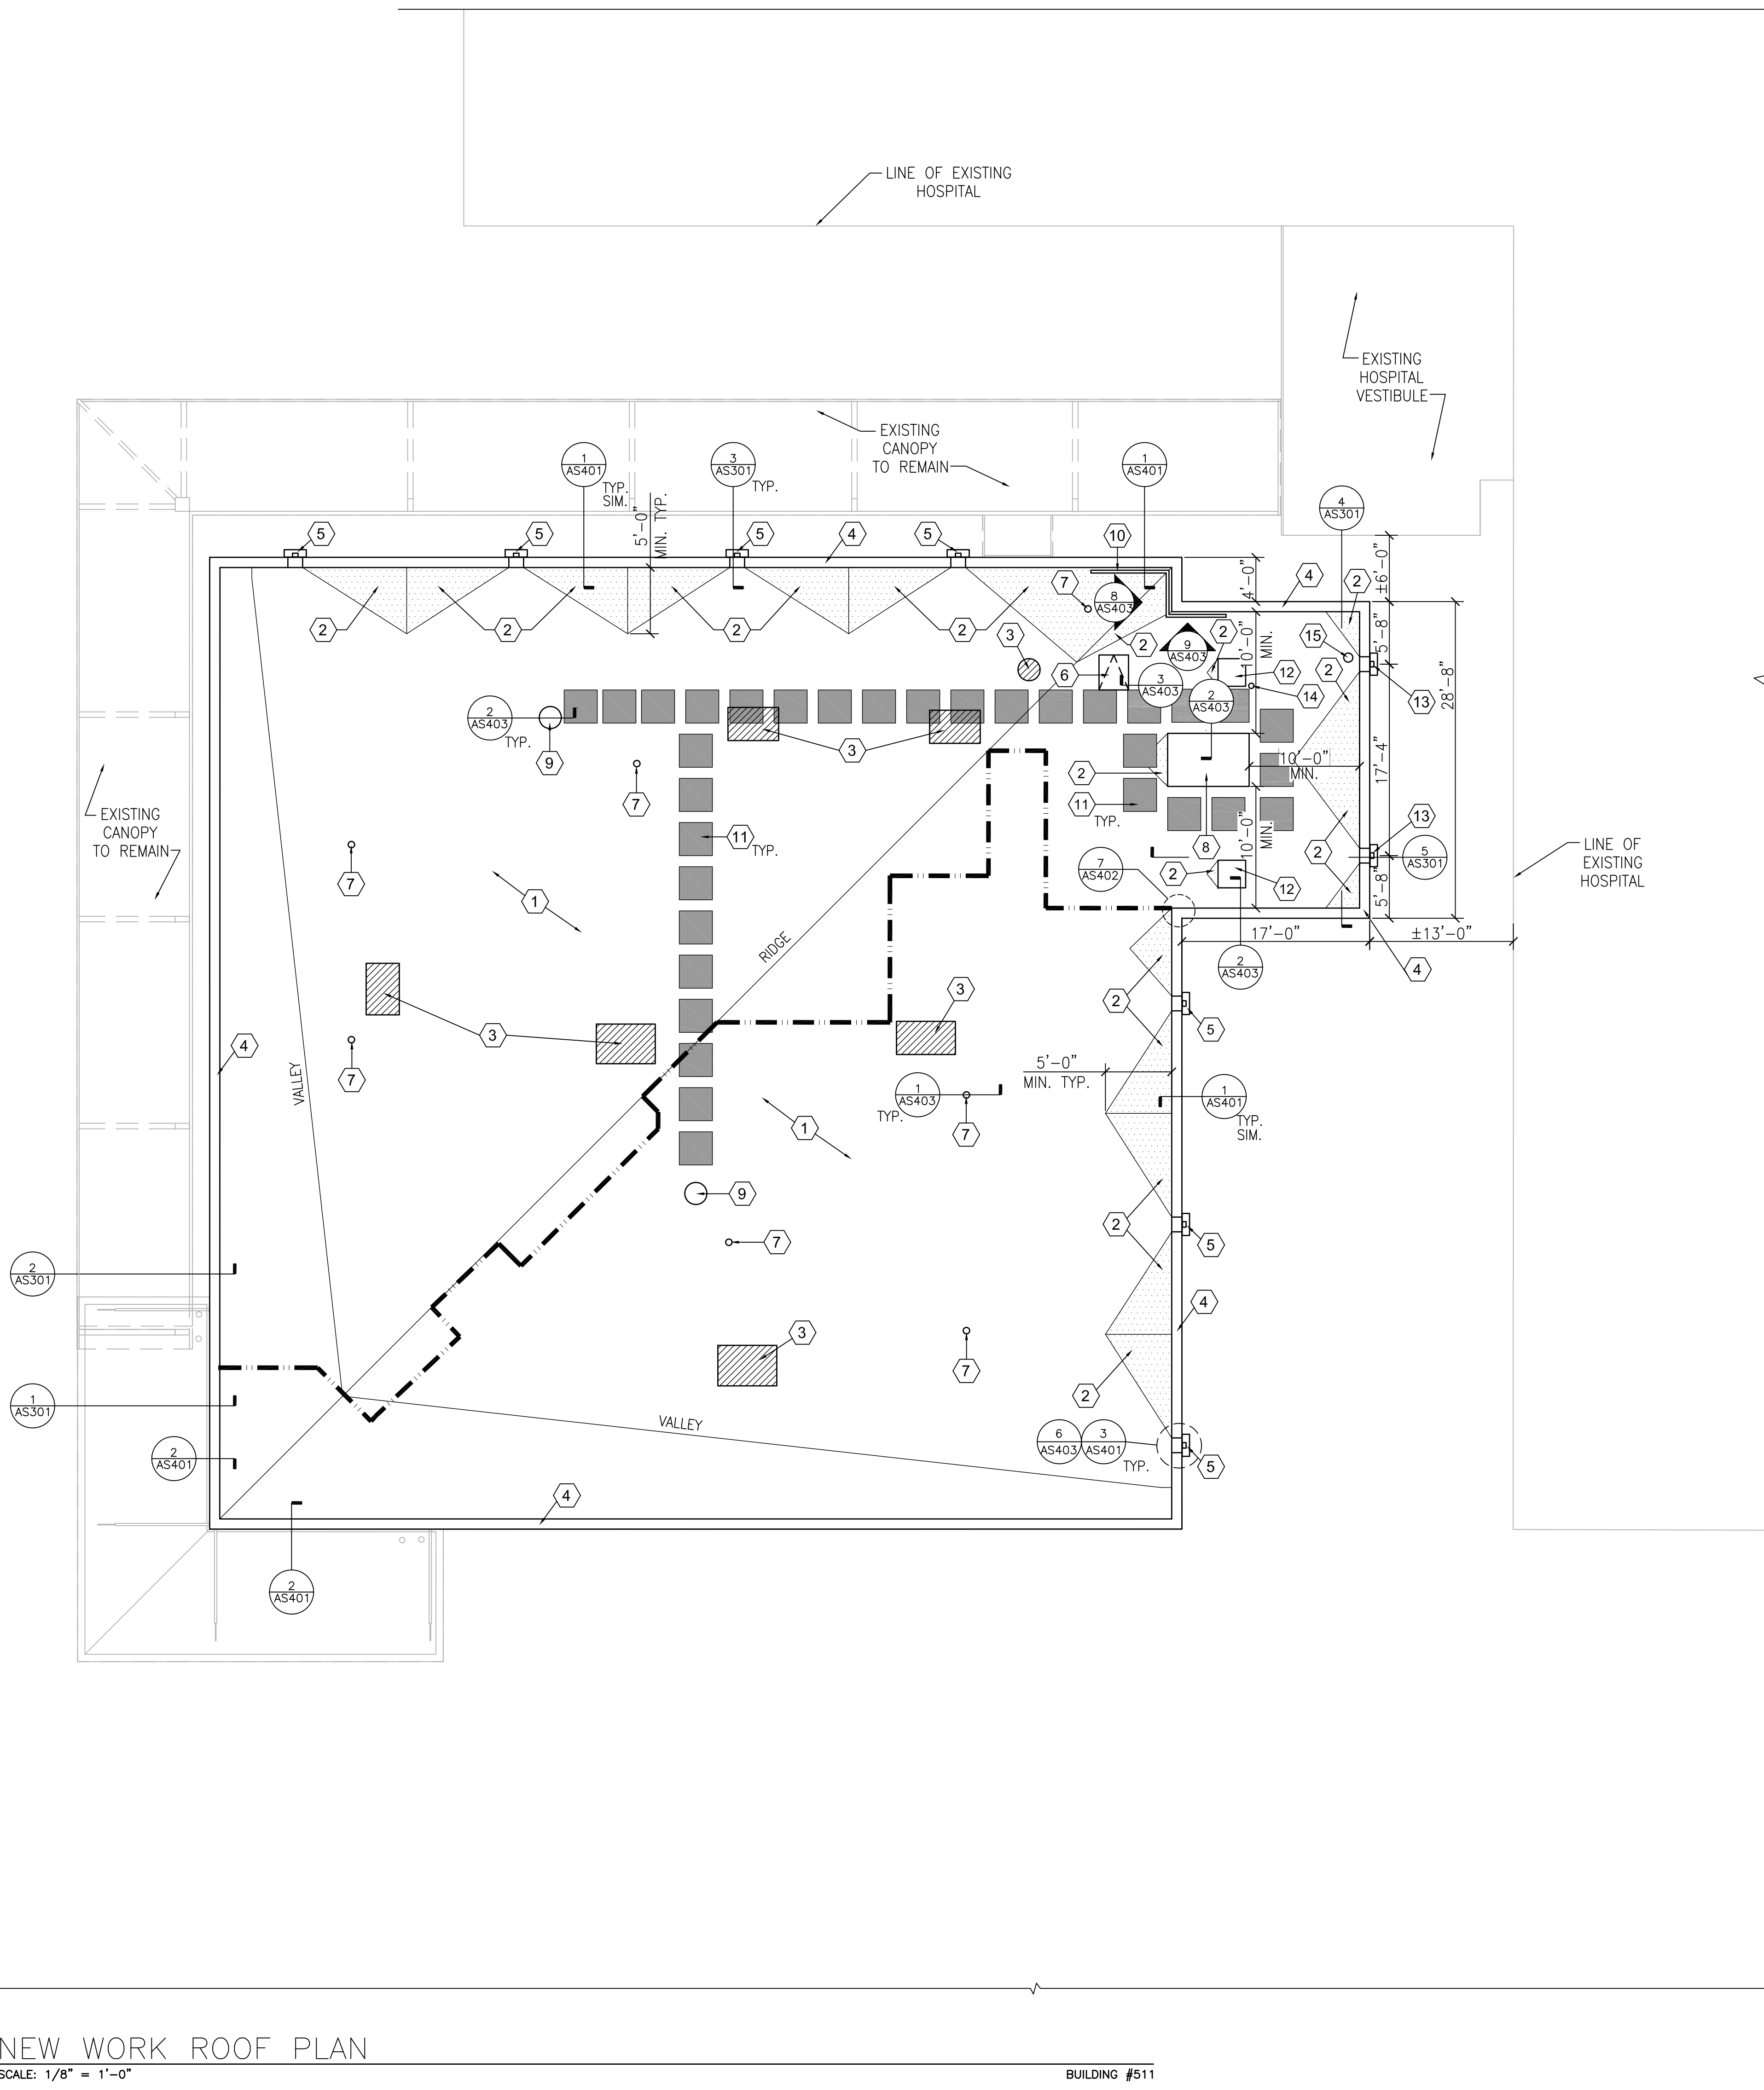 LINE OF EXISTING
HOSPITAL
EXISTING
HOSPITAL
VESTIBULE
EXISTING
CANOPY
TO REMAIN
1
AS401
TYP.
SIM.
3
AS301
TYP.
1
AS401
4
AS301
5'-0"
MIN. TYP.
5
5
5
4
5
10
7
8
AS403
4'-0"
4
2
±6'-0"
2
2
2
2
3
2
9
AS403
2
10'-0"
MIN.
15
2
5'-8"
28'-8"
6
3
AS403
12
14
13
2
AS403
2
AS403
TYP.
9
3
7
2
10'-0"
MIN.
17'-4"
11
TYP.
11
TYP.
8
10'-0"
MIN.
13
EXISTING
CANOPY
TO REMAIN
7
7
AS402
2
12
2
5
AS301
5'-8"
LINE OF
EXISTING
HOSPITAL
1
RIDGE
17'-0"
±13'-0"
2
AS403
4
3
3
2
5
4
VALLEY
7
5'-0"
MIN. TYP.
1
AS403
TYP.
7
1
AS401
TYP.
SIM.
1
9
7
2
5
2
AS301
4
3
7
2
1
AS301
VALLEY
6
AS403
3
AS401
TYP.
5
2
AS401
4
2
AS401
NEW WORK ROOF PLAN
SCALE: 1/8" = 1'-0"
BUILDING #511